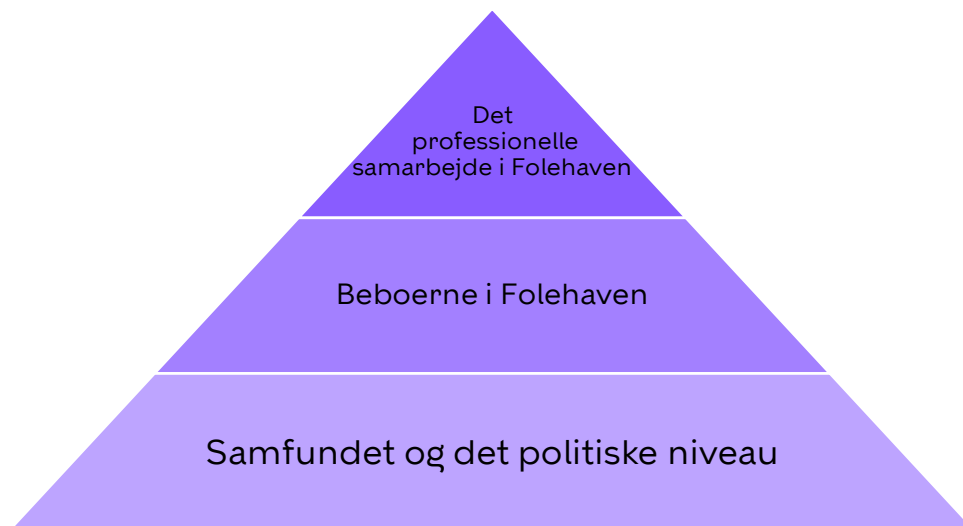 Det
professionelle
samarbejde i Folehaven
Beboerne i Folehaven
Samfundet og det politiske niveau